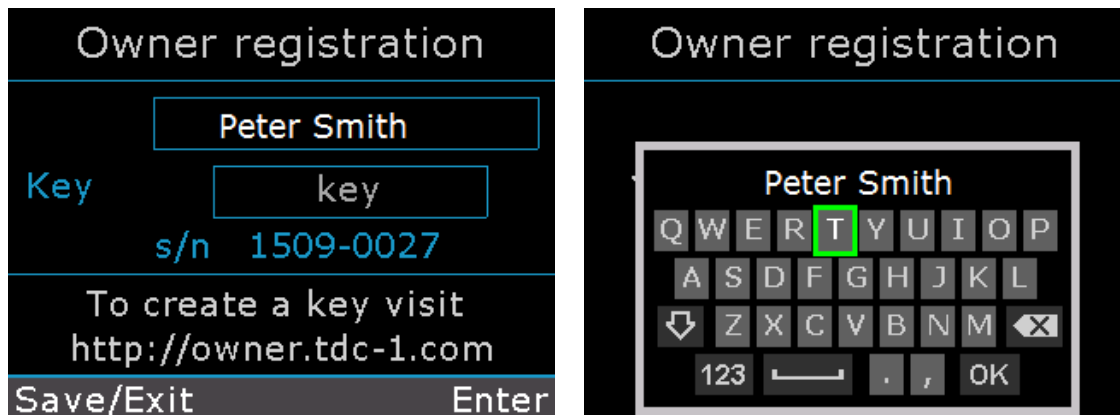 Owner registration
Peter Smith
Key key
s/n 1509-0027
To create a key visit
http://owner.tdc-1.com
Save/Exit Enter
Owner registration
Peter Smith
Q W E R T Y U I O P
A S D F G H J K L
Z X C V B N M
123 . , OK